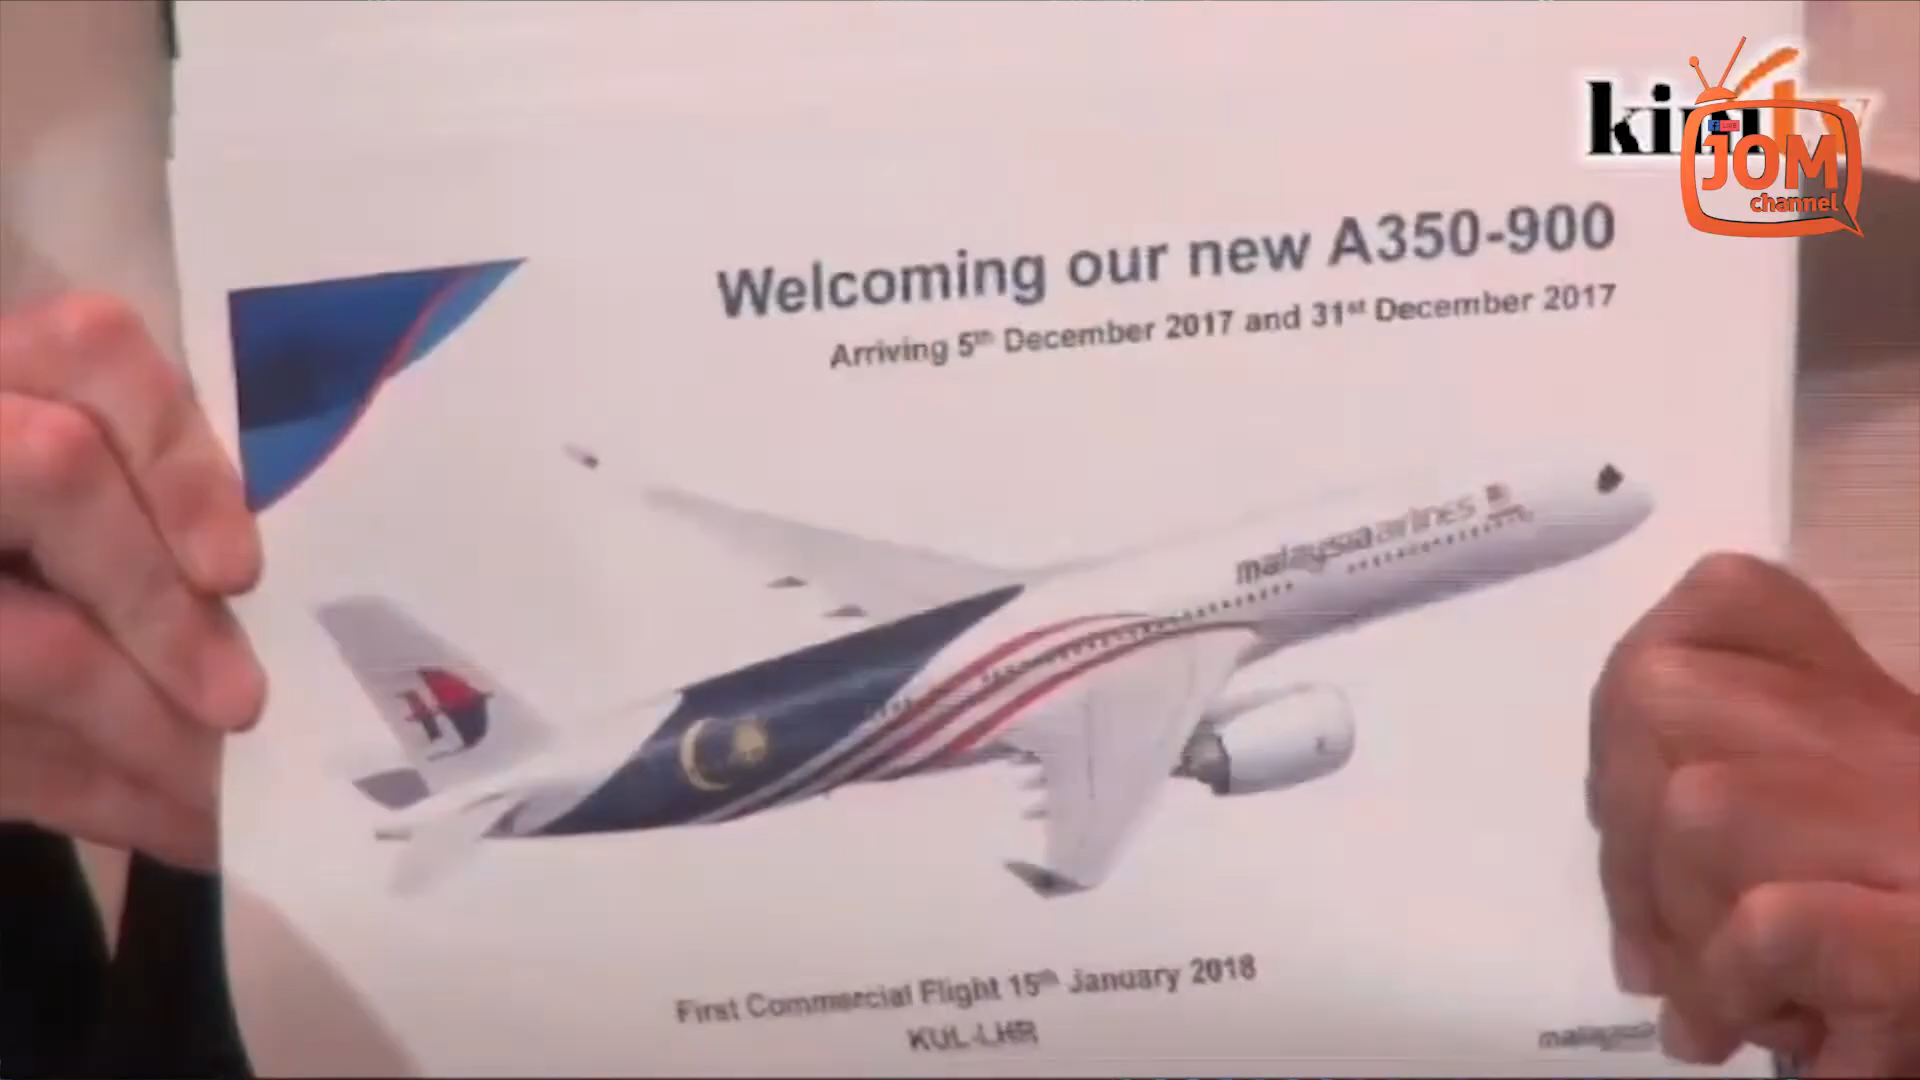 JOM
channel
Welcoming our new A350-900
Arriving 5th December 2017 and 31st December 2017
malaysia airlines
First Commercial Flight 15th January 2018
KUL-LHR
malaysia